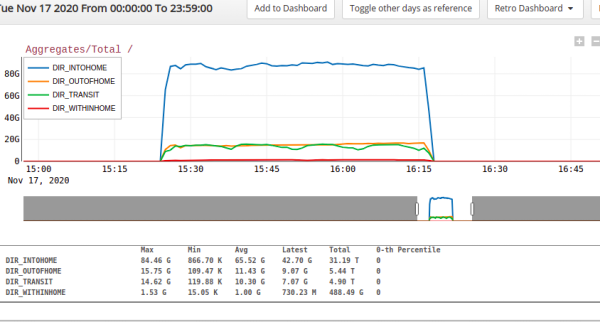 Tue Nov 17 2020 From 00:00:00 To 23:59:00
Add to Dashboard
Toggle other days as reference
Retro Dashboard
Aggregates/Total /
80G
60G
40G
20G
0
DIR_INTOHOME
DIR_OUTOFHOME
DIR_TRANSIT
DIR_WITHINHOME
15:00 15:15 15:30 15:45 16:00 16:15 16:30 16:45
Nov 17, 2020
Max Min Avg Latest Total 0-th Percentile
DIR_INTOHOME 84.46 G 866.70 K 65.52 G 42.70 G 31.19 T 0
DIR_OUTOFHOME 15.75 G 109.47 K 11.43 G 9.07 G 5.44 T 0
DIR_TRANSIT 14.62 G 119.88 K 10.30 G 7.07 G 4.90 T 0
DIR_WITHINHOME 1.53 G 15.05 K 1.00 G 730.23 M 488.49 G 0